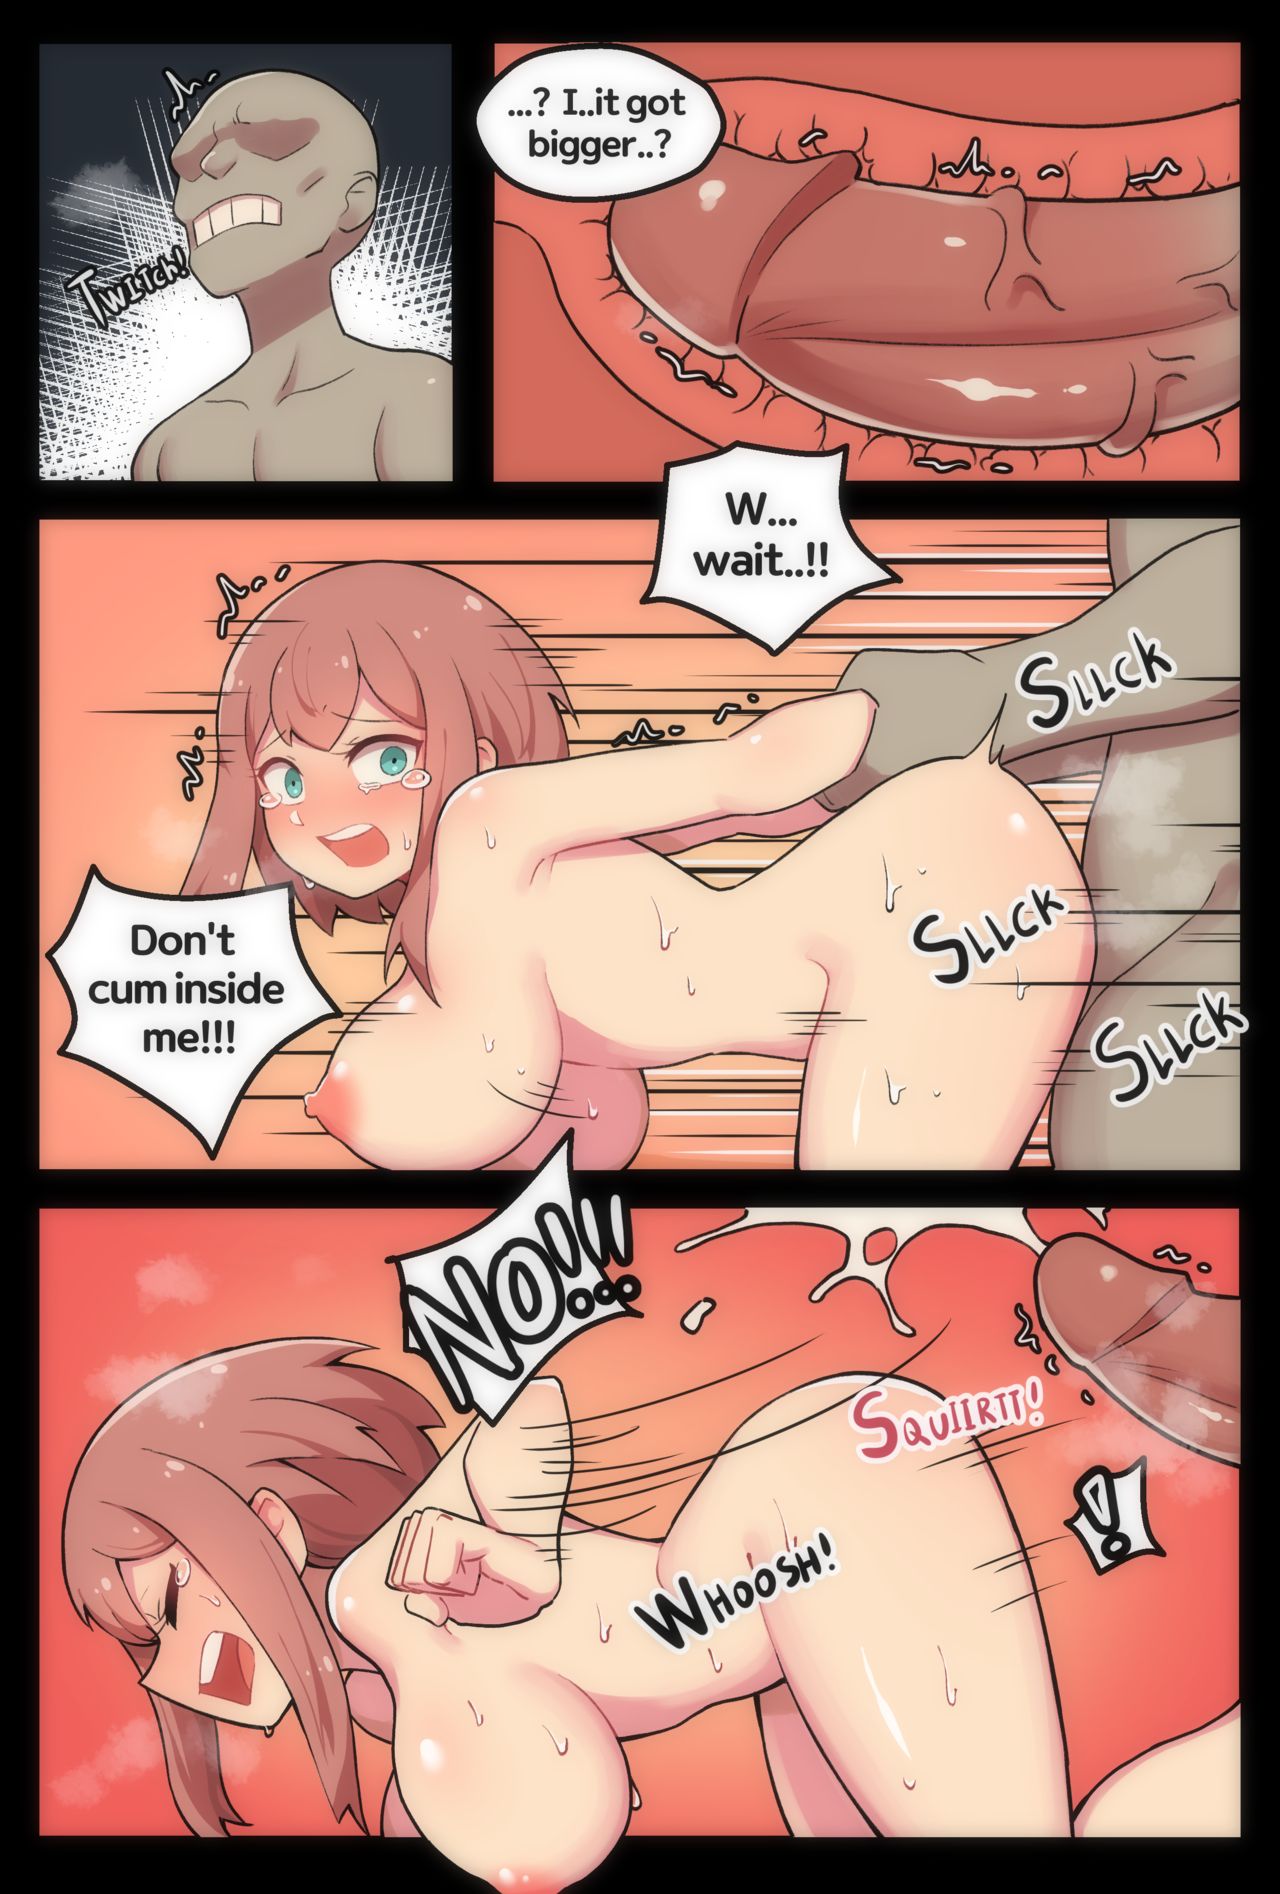 TWITCH!
...? I..it got
bigger..?
W...
wait..!!
SLLCK
SLLCK
SLLCK
Don't
cum inside
me!!!
NO!!!...
SQUIIRTT!
!
WHOOSH!